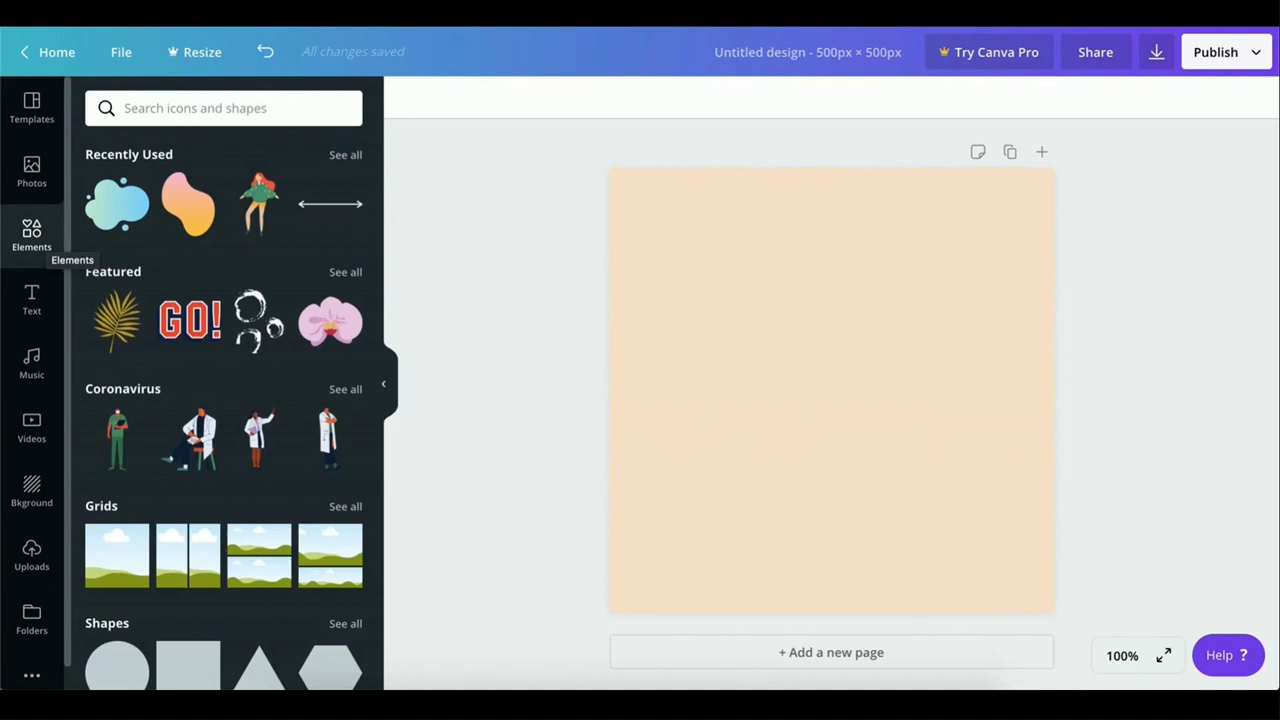 Home File Resize All changes saved Untitled design - 500px × 500px Try Canva Pro Share Publish
Templates
Photos
Elements
Elements
Text
Music
Videos
Bkground
Uploads
Folders
Search icons and shapes
Recently Used See all
Featured See all
GO!
Coronavirus See all
Grids See all
Shapes See all
+ Add a new page
100%
Help ?